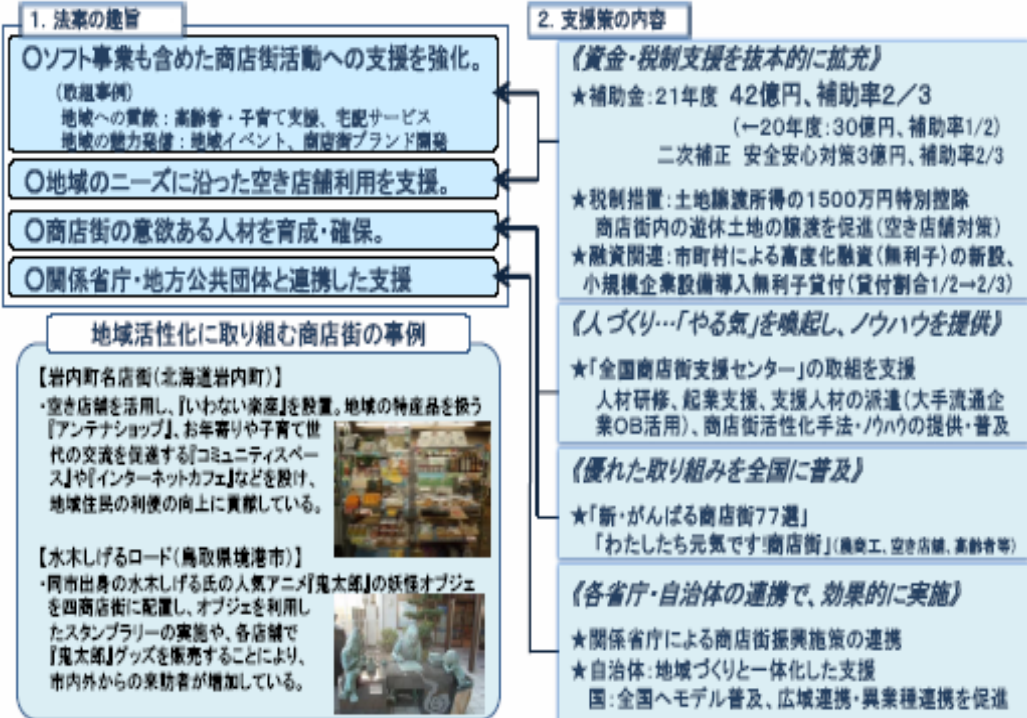 1. 法案の趣旨
〇ソフト事業も含めた商店街活動への支援を強化。
(取組事例)
地域への貢献：高齢者・子育て支援、宅配サービス
地域の魅力発信：地域イベント、商店街ブランド開発
〇地域のニーズに沿った空き店舗利用を支援。
〇商店街の意欲ある人材を育成・確保。
〇関係省庁・地方公共団体と連携した支援
地域活性化に取り組む商店街の事例
【岩内町名店街(北海道岩内町)】
・空き店舗を活用し、『いわない楽座』を設置。地域の特産品を扱う
『アンテナショップ』、お年寄りや子育て世
代の交流を促進する『コミュニティスペー
ス』や『インターネットカフェ』などを設け、
地域住民の利便の向上に貢献している。
【水木しげるロード(鳥取県境港市)】
・同市出身の水木しげる氏の人気アニメ『鬼太郎』の妖怪オブジェ
を四商店街に配置し、オブジェを利用し
たスタンプラリーの実施や、各店舗で
『鬼太郎』グッズを販売することにより、
市内外からの来訪者が増加している。
2. 支援策の内容
《資金・税制支援を抜本的に拡充》
★補助金：21年度 42億円、補助率2／3
(←20年度：30億円、補助率1/2)
二次補正 安全安心対策3億円、補助率2/3
★税制措置：土地譲渡所得の1500万円特別控除
商店街内の遊休土地の譲渡を促進(空き店舗対策)
★融資関連：市町村による高度化融資(無利子)の新設、
小規模企業設備導入無利子貸付(貸付割合1/2→2/3)
《人づくり…「やる気」を喚起し、ノウハウを提供》
★「全国商店街支援センター」の取組を支援
人材研修、起業支援、支援人材の派遣(大手流通企
業OB活用)、商店街活性化手法・ノウハウの提供・普及
《優れた取り組みを全国に普及》
★「新・がんばる商店街77選」
「わたしたち元気です!商店街」(農商工、空き店舗、高齢者等)
《各省庁・自治体の連携で、効果的に実施》
★関係省庁による商店街振興施策の連携
★自治体：地域づくりと一体化した支援
国：全国へモデル普及、広域連携・異業種連携を促進